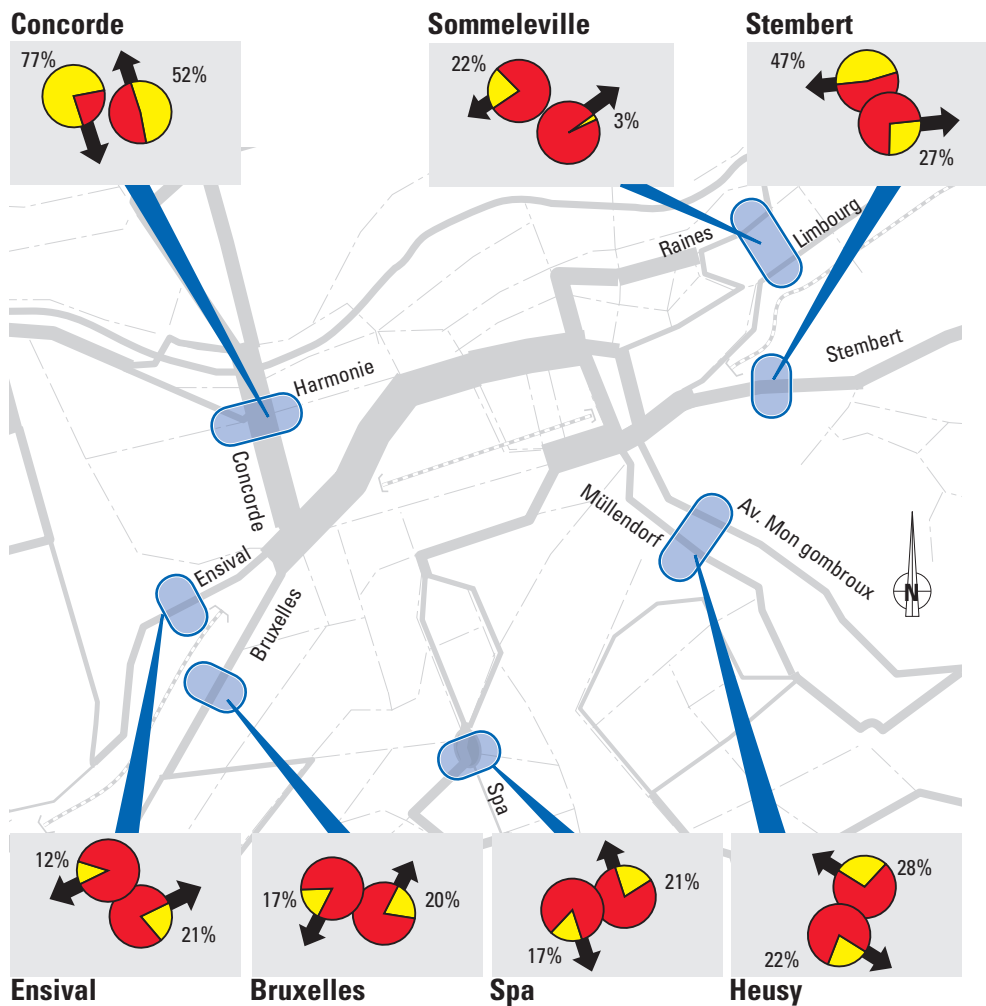 Concorde
77%
52%
Sommeleville
22%
3%
Stembert
47%
27%
Raines
Limbourg
Stembert
Harmonie
Concorde
Müllendorf
Av. Mon gombroux
N
Ensival
Bruxelles
Spa
12%
21%
Ensival
17%
20%
Bruxelles
21%
17%
Spa
28%
22%
Heusy